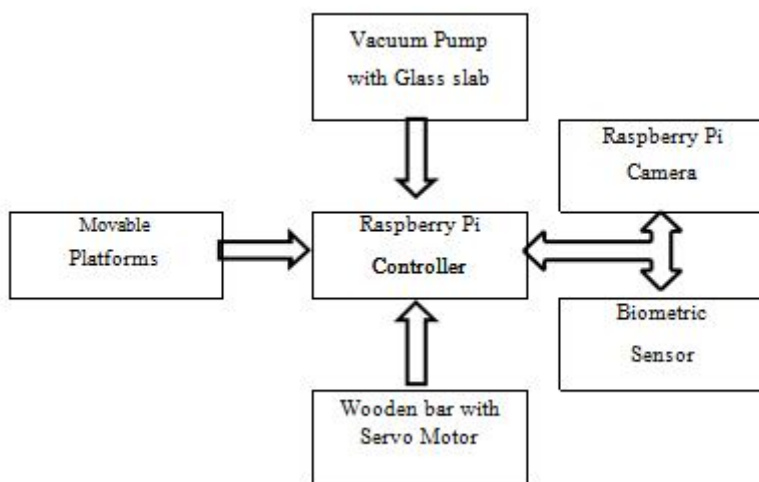 Vacuum Pump
with Glass slab
Raspberry Pi
Camera
Movable
Platforms
Raspberry Pi
Controller
Biometric
Sensor
Wooden bar with
Servo Motor